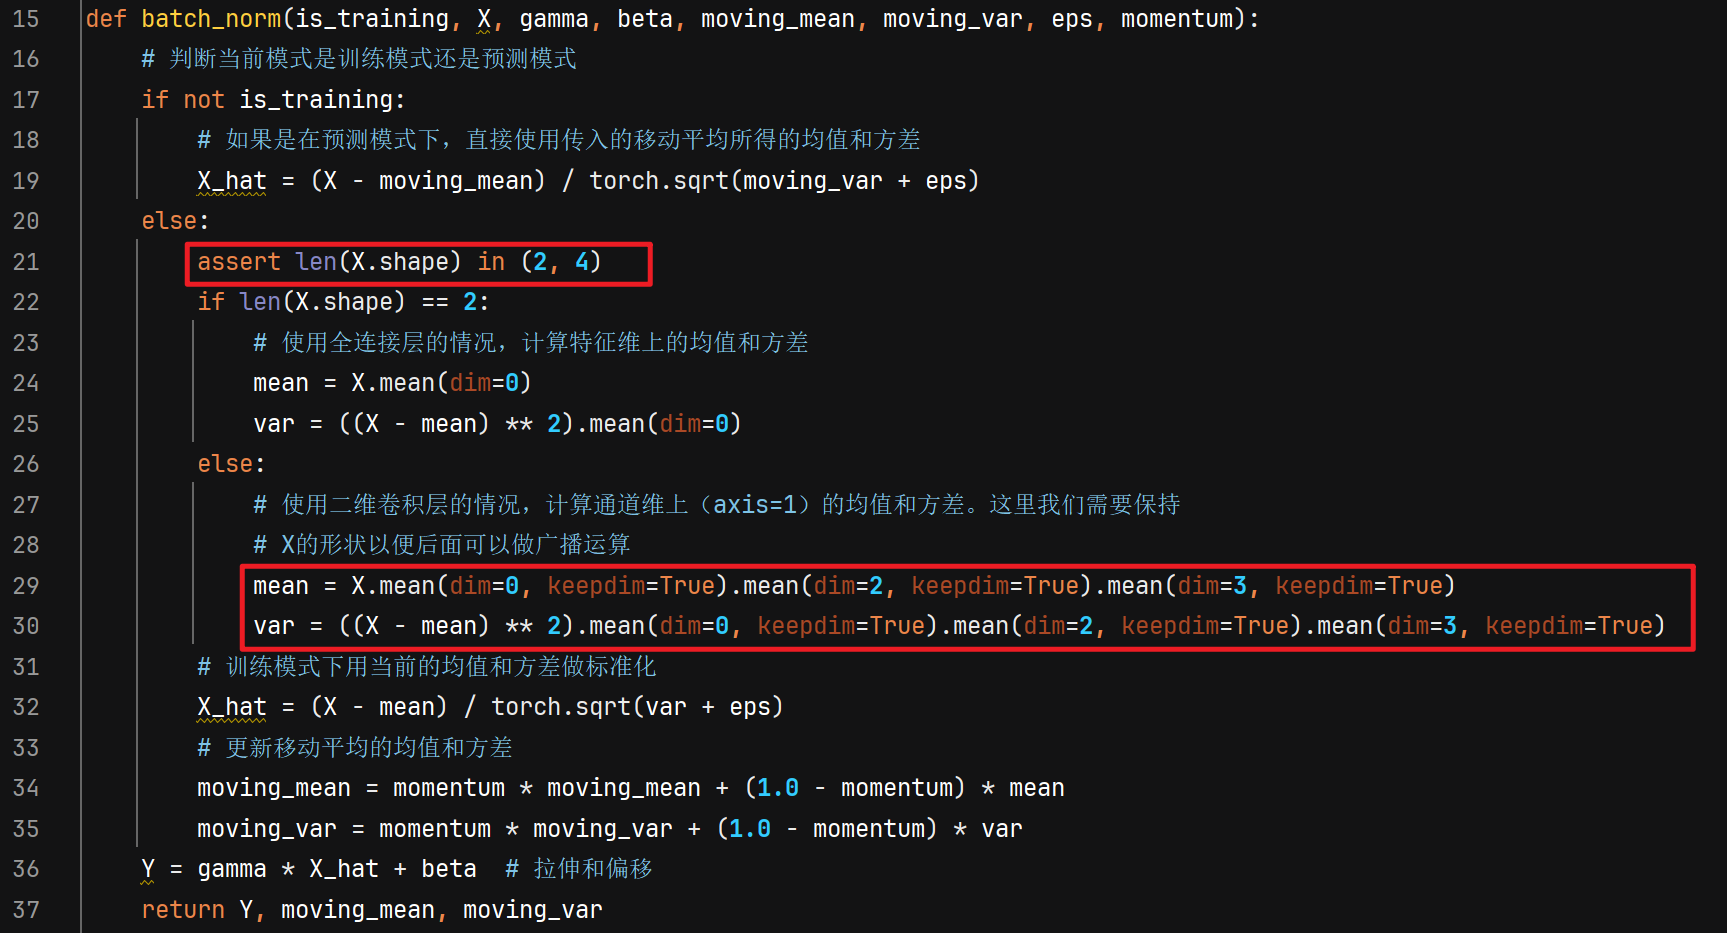 15 def batch_norm(is_training, X, gamma, beta, moving_mean, moving_var, eps, momentum):
16     # 判断当前模式是训练模式还是预测模式
17     if not is_training:
18         # 如果是在预测模式下，直接使用传入的移动平均所得的均值和方差
19         X_hat = (X - moving_mean) / torch.sqrt(moving_var + eps)
20     else:
21         assert len(X.shape) in (2, 4)
22         if len(X.shape) == 2:
23             # 使用全连接层的情况，计算特征维上的均值和方差
24             mean = X.mean(dim=0)
25             var = ((X - mean) ** 2).mean(dim=0)
26         else:
27             # 使用二维卷积层的情况，计算通道维上（axis=1）的均值和方差。这里我们需要保持
28             # X的形状以便后面可以做广播运算
29             mean = X.mean(dim=0, keepdim=True).mean(dim=2, keepdim=True).mean(dim=3, keepdim=True)
30             var = ((X - mean) ** 2).mean(dim=0, keepdim=True).mean(dim=2, keepdim=True).mean(dim=3, keepdim=True)
31         # 训练模式下用当前的均值和方差做标准化
32         X_hat = (X - mean) / torch.sqrt(var + eps)
33         # 更新移动平均的均值和方差
34         moving_mean = momentum * moving_mean + (1.0 - momentum) * mean
35         moving_var = momentum * moving_var + (1.0 - momentum) * var
36     Y = gamma * X_hat + beta  # 拉伸和偏移
37     return Y, moving_mean, moving_var